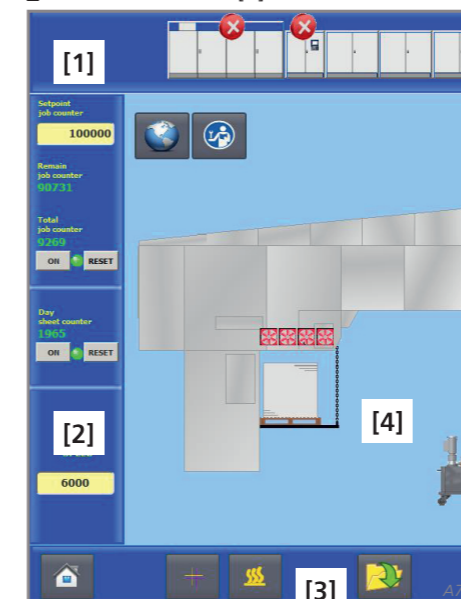 [1]
Setpoint
job counter
100000
Remain
job counter
90731
Total
job counter
9269
ON
RESET
Day
sheet counter
1965
ON
RESET
[2]
6000
[4]
[3]
A7